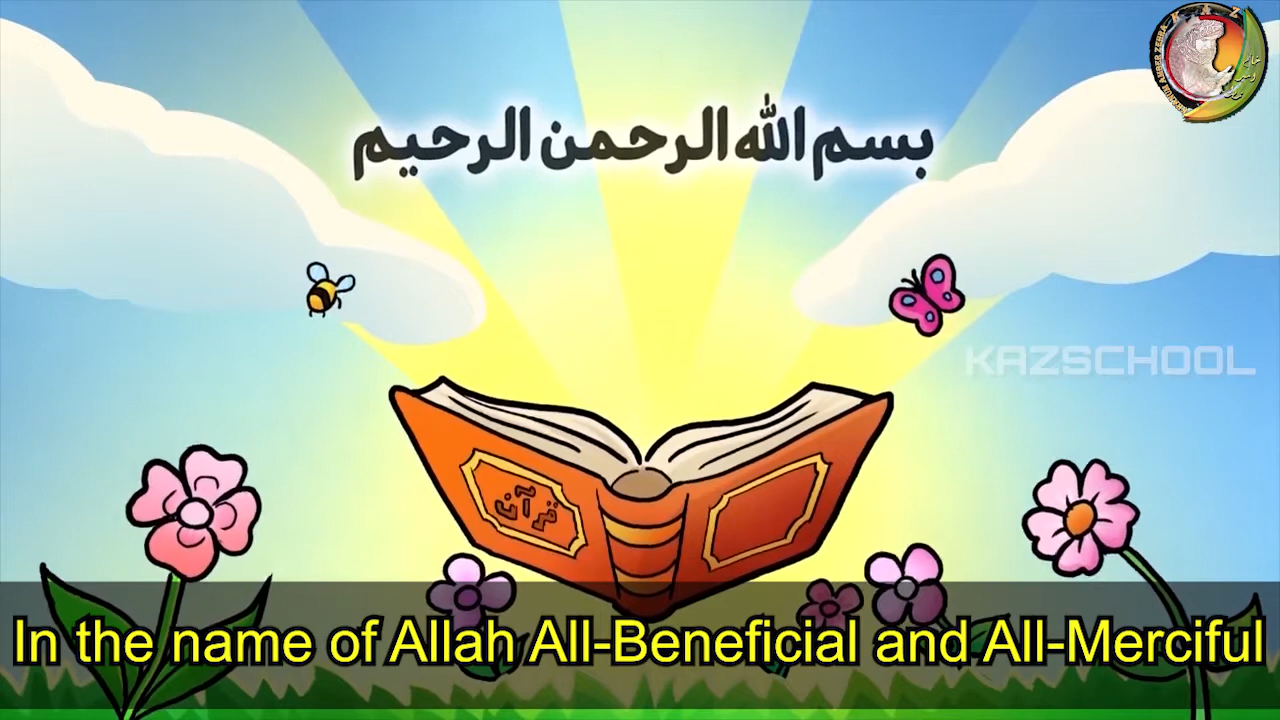 بسم الله الرحمن الرحيم
KAZSCHOOL
قرآن
In the name of Allah All-Beneficial and All-Merciful